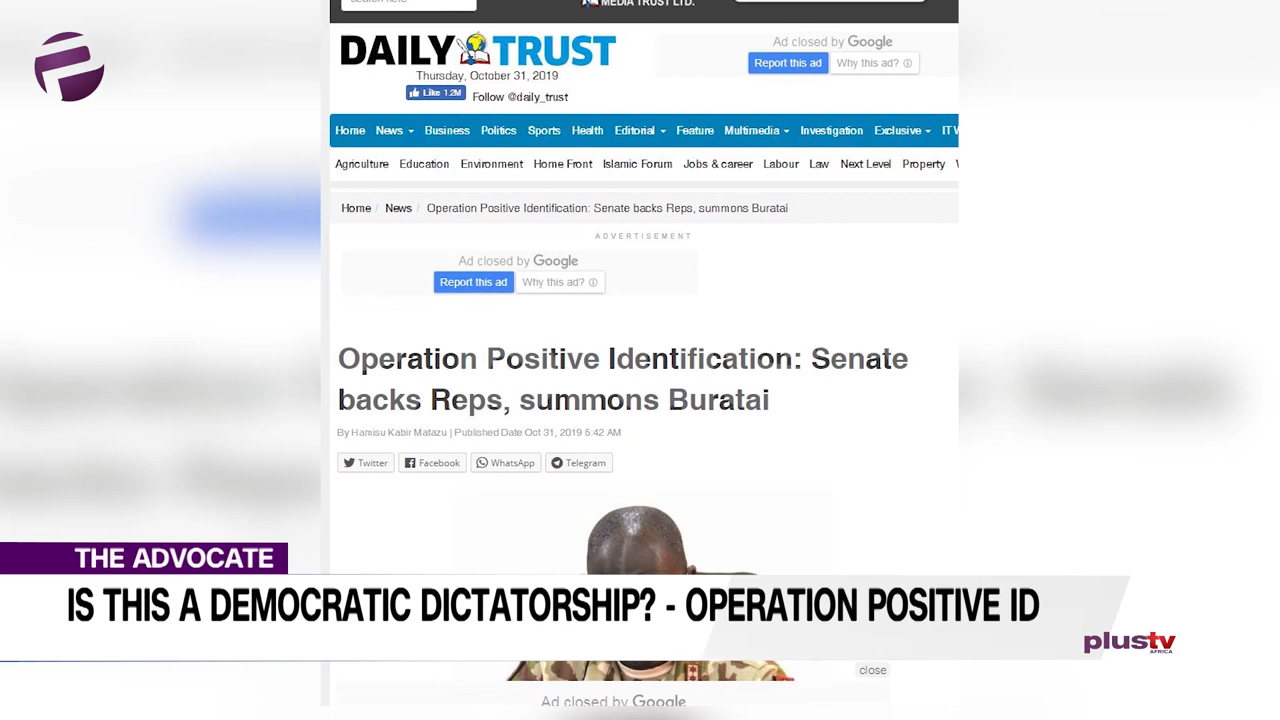 search here
MEDIA TRUST LTD.
DAILY TRUST
Thursday, October 31, 2019
Like 1.2M
Follow @daily_trust
Ad closed by Google
Report this ad
Why this ad?
Home News Business Politics Sports Health Editorial Feature Multimedia Investigation Exclusive
Agriculture Education Environment Home Front Islamic Forum Jobs & career Labour Law Next Level Property
Home / News / Operation Positive Identification: Senate backs Reps, summons Buratai
ADVERTISEMENT
Ad closed by Google
Report this ad
Why this ad?
Operation Positive Identification: Senate
backs Reps, summons Buratai
By Hamisu Kabir Matazu | Published Date Oct 31, 2019 5:42 AM
Twitter Facebook WhatsApp Telegram
THE ADVOCATE
IS THIS A DEMOCRATIC DICTATORSHIP? - OPERATION POSITIVE ID
plustv
AFRICA
close
Ad closed by Google